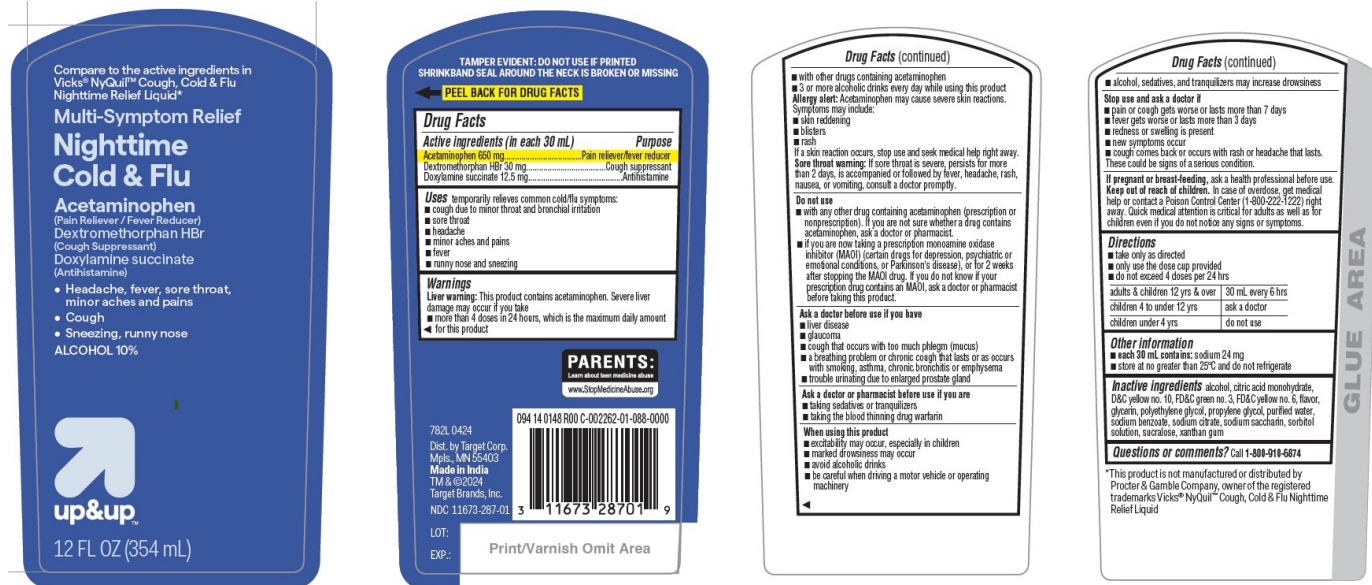 Compare to the active ingredients in
Vicks® NyQuil™ Cough, Cold & Flu
Nighttime Relief Liquid*
Multi-Symptom Relief
Nighttime
Cold & Flu
Acetaminophen
(Pain Reliever / Fever Reducer)
Dextromethorphan HBr
(Cough Suppressant)
Doxylamine succinate
(Antihistamine)
• Headache, fever, sore throat,
minor aches and pains
• Cough
• Sneezing, runny nose
ALCOHOL 10%
up&up™
12 FL OZ (354 mL)
TAMPER EVIDENT: DO NOT USE IF PRINTED
SHRINKBAND SEAL AROUND THE NECK IS BROKEN OR MISSING
PEEL BACK FOR DRUG FACTS
Drug Facts
Active ingredients (in each 30 mL) Purpose
Acetaminophen 650 mg..................................Pain reliever/fever reducer
Dextromethorphan HBr 30 mg...................................Cough suppressant
Doxylamine succinate 12.5 mg..........................................Antihistamine
Uses temporarily relieves common cold/flu symptoms:
■ cough due to minor throat and bronchial irritation
■ sore throat
■ headache
■ minor aches and pains
■ fever
■ runny nose and sneezing
Warnings
Liver warning: This product contains acetaminophen. Severe liver
damage may occur if you take
■ more than 4 doses in 24 hours, which is the maximum daily amount
◄ for this product
PARENTS:
Learn about teen medicine abuse
www.StopMedicineAbuse.org
094 14 0148 R00 C-002262-01-088-0000
782L 0424
Dist. by Target Corp.
Mpls., MN 55403
Made in India
TM & ©2024
Target Brands, Inc.
NDC 11673-287-01
3 11673 28701 9
LOT:
EXP.:
Print/Varnish Omit Area
Drug Facts (continued)
■ with other drugs containing acetaminophen
■ 3 or more alcoholic drinks every day while using this product
Allergy alert: Acetaminophen may cause severe skin reactions.
Symptoms may include:
■ skin reddening
■ blisters
■ rash
If a skin reaction occurs, stop use and seek medical help right away.
Sore throat warning: If sore throat is severe, persists for more
than 2 days, is accompanied or followed by fever, headache, rash,
nausea, or vomiting, consult a doctor promptly.
Do not use
■ with any other drug containing acetaminophen (prescription or
nonprescription). If you are not sure whether a drug contains
acetaminophen, ask a doctor or pharmacist.
■ if you are now taking a prescription monoamine oxidase
inhibitor (MAOI) (certain drugs for depression, psychiatric or
emotional conditions, or Parkinson's disease), or for 2 weeks
after stopping the MAOI drug. If you do not know if your
prescription drug contains an MAOI, ask a doctor or pharmacist
before taking this product.
Ask a doctor before use if you have
■ liver disease
■ glaucoma
■ cough that occurs with too much phlegm (mucus)
■ a breathing problem or chronic cough that lasts or as occurs
with smoking, asthma, chronic bronchitis or emphysema
■ trouble urinating due to enlarged prostate gland
Ask a doctor or pharmacist before use if you are
■ taking sedatives or tranquilizers
■ taking the blood thinning drug warfarin
When using this product
■ excitability may occur, especially in children
■ marked drowsiness may occur
■ avoid alcoholic drinks
■ be careful when driving a motor vehicle or operating
machinery
◄
Drug Facts (continued)
■ alcohol, sedatives, and tranquilizers may increase drowsiness
Stop use and ask a doctor if
■ pain or cough gets worse or lasts more than 7 days
■ fever gets worse or lasts more than 3 days
■ redness or swelling is present
■ new symptoms occur
■ cough comes back or occurs with rash or headache that lasts.
These could be signs of a serious condition.
If pregnant or breast-feeding, ask a health professional before use.
Keep out of reach of children. In case of overdose, get medical
help or contact a Poison Control Center (1-800-222-1222) right
away. Quick medical attention is critical for adults as well as for
children even if you do not notice any signs or symptoms.
Directions
■ take only as directed
■ only use the dose cup provided
■ do not exceed 4 doses per 24 hrs
adults & children 12 yrs & over 30 mL every 6 hrs
children 4 to under 12 yrs ask a doctor
children under 4 yrs do not use
Other information
■ each 30 mL contains: sodium 24 mg
■ store at no greater than 25°C and do not refrigerate
Inactive ingredients alcohol, citric acid monohydrate,
D&C yellow no. 10, FD&C green no. 3, FD&C yellow no. 6, flavor,
glycerin, polyethylene glycol, propylene glycol, purified water,
sodium benzoate, sodium citrate, sodium saccharin, sorbitol
solution, sucralose, xanthan gum
Questions or comments? Call 1-800-910-6874
*This product is not manufactured or distributed by
Procter & Gamble Company, owner of the registered
trademarks Vicks® NyQuil™ Cough, Cold & Flu Nighttime
Relief Liquid
GLUE AREA